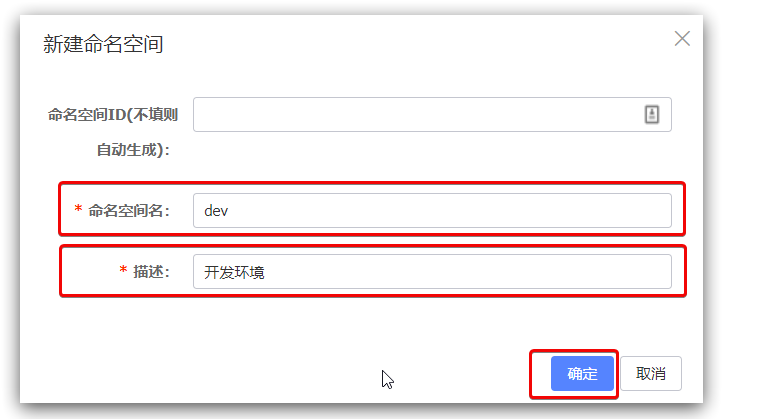 新建命名空间
命名空间ID(不填则
自动生成):
* 命名空间名: dev
* 描述: 开发环境
确定 取消